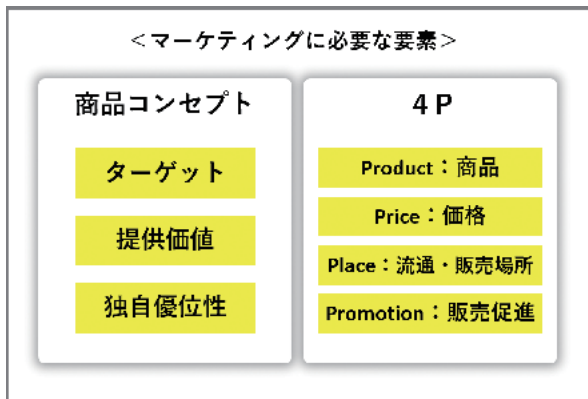 ＜マーケティングに必要な要素＞
商品コンセプト
ターゲット
提供価値
独自優位性
４Ｐ
Product：商品
Price：価格
Place：流通・販売場所
Promotion：販売促進